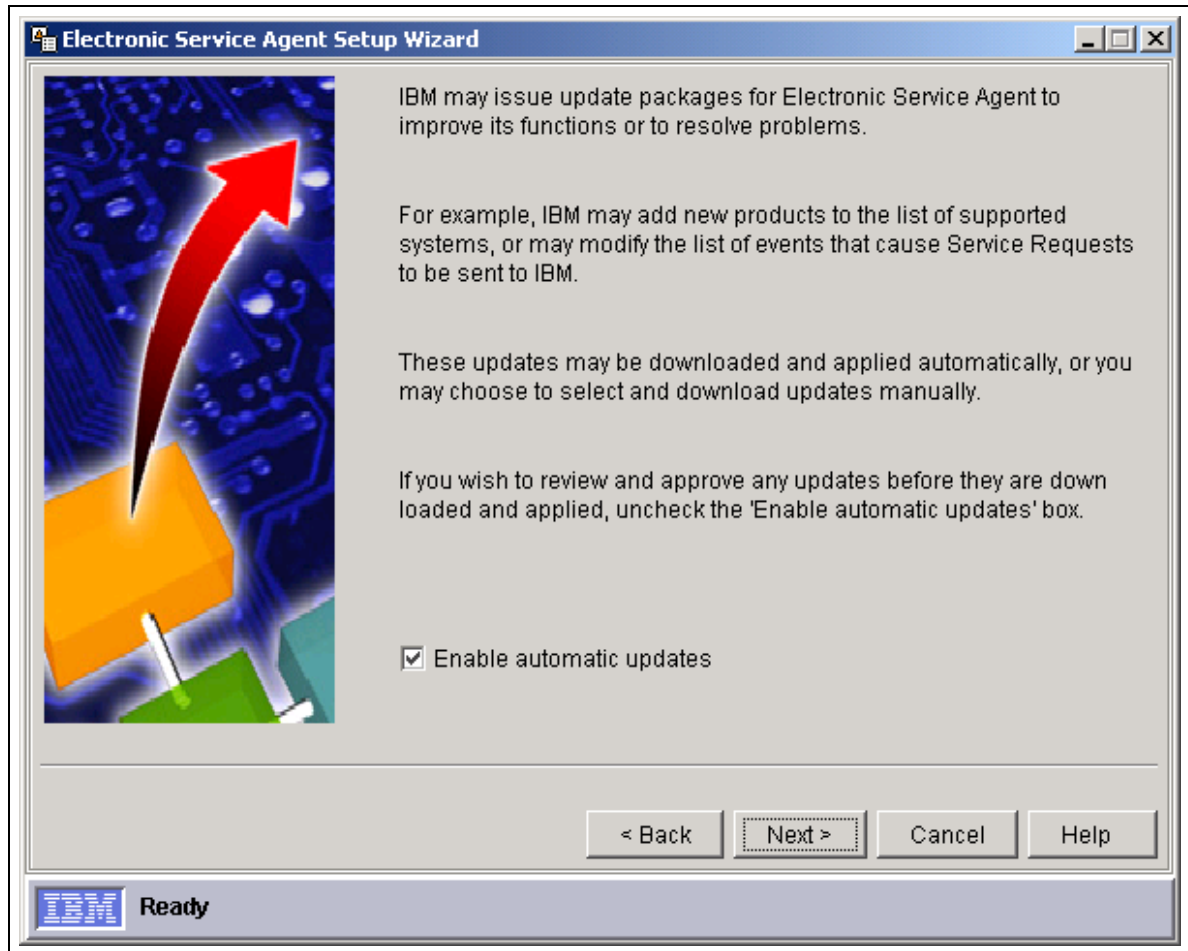 Electronic Service Agent Setup Wizard
IBM may issue update packages for Electronic Service Agent to
improve its functions or to resolve problems.
For example, IBM may add new products to the list of supported
systems, or may modify the list of events that cause Service Requests
to be sent to IBM.
These updates may be downloaded and applied automatically, or you
may choose to select and download updates manually.
If you wish to review and approve any updates before they are down
loaded and applied, uncheck the 'Enable automatic updates' box.
Enable automatic updates
< Back Next > Cancel Help
IBM Ready